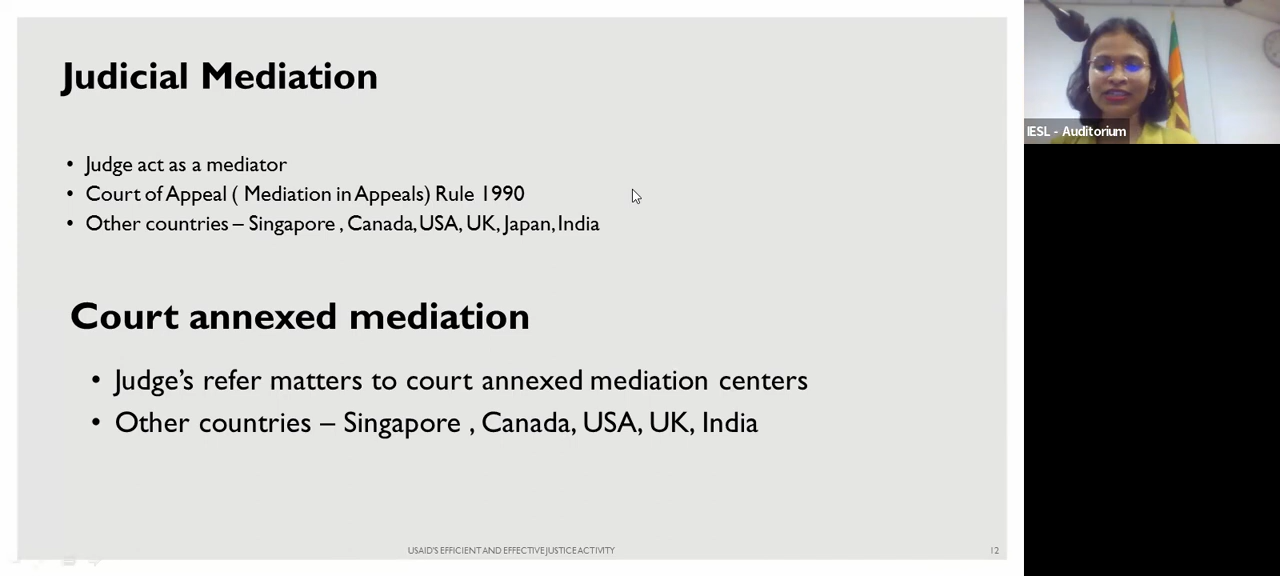 Judicial Mediation
• Judge act as a mediator
• Court of Appeal ( Mediation in Appeals) Rule 1990
• Other countries – Singapore , Canada, USA, UK, Japan, India
Court annexed mediation
• Judge’s refer matters to court annexed mediation centers
• Other countries – Singapore , Canada, USA, UK, India
USAID'S EFFICIENT AND EFFECTIVE JUSTICE ACTIVITY
12
IESL - Auditorium